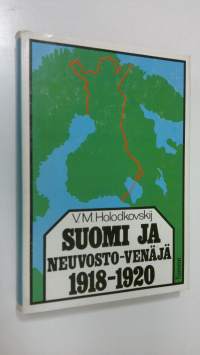 V.M. Holodkovskij
SUOMI JA
NEUVOSTO-VENÄJÄ
1918-1920